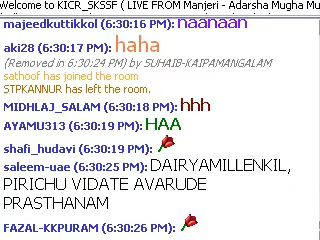 Welcome to KICR_SKSSF ( LIVE FROM Manjeri - Adarsha Mugha Mu
majeedkuttikkol (6:30:16 PM): naanaan
aki28 (6:30:17 PM): haha
(Removed in 6:30:24 PM) by SUHAIB-KAIPAMANGALAM
sathoof has joined the room
STPKANNUR has left the room.
MIDHLAJ_SALAM (6:30:18 PM): hhh
AYAMU313 (6:30:19 PM): HAA
shafi_hudavi (6:30:19 PM):
saleem-uae (6:30:25 PM): DAIRYAMILLENKIL,
PIRICHU VIDATE AVARUDE
PRASTHANAM
FAZAL-KKPURAM (6:30:26 PM):